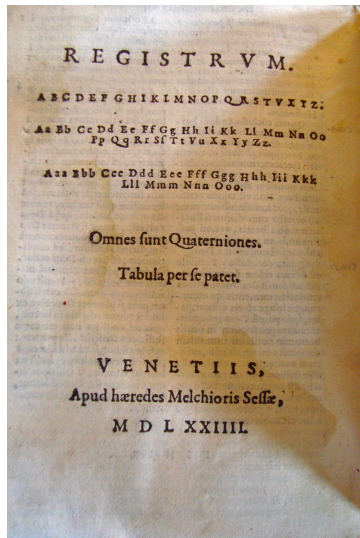 REGISTRVM.
A B C D E F G H I K L M N O P Q R S T V X Y Z.
Aa Bb Cc Dd Ee Ff Gg Hh Ii Kk Ll Mm Nn Oo
Pp Qq Rr Sſ Tt Vu Xx Yy Zz.
Aaa Bbb Ccc Ddd Eee Fff Ggg Hhh Iii Kkk
Lll Mmm Nnn Ooo.
Omnes ſunt Quaterniones.
Tabula per ſe patet.
VENETIIS,
Apud hæredes Melchioris Seſſæ,
M D L XXIIII.